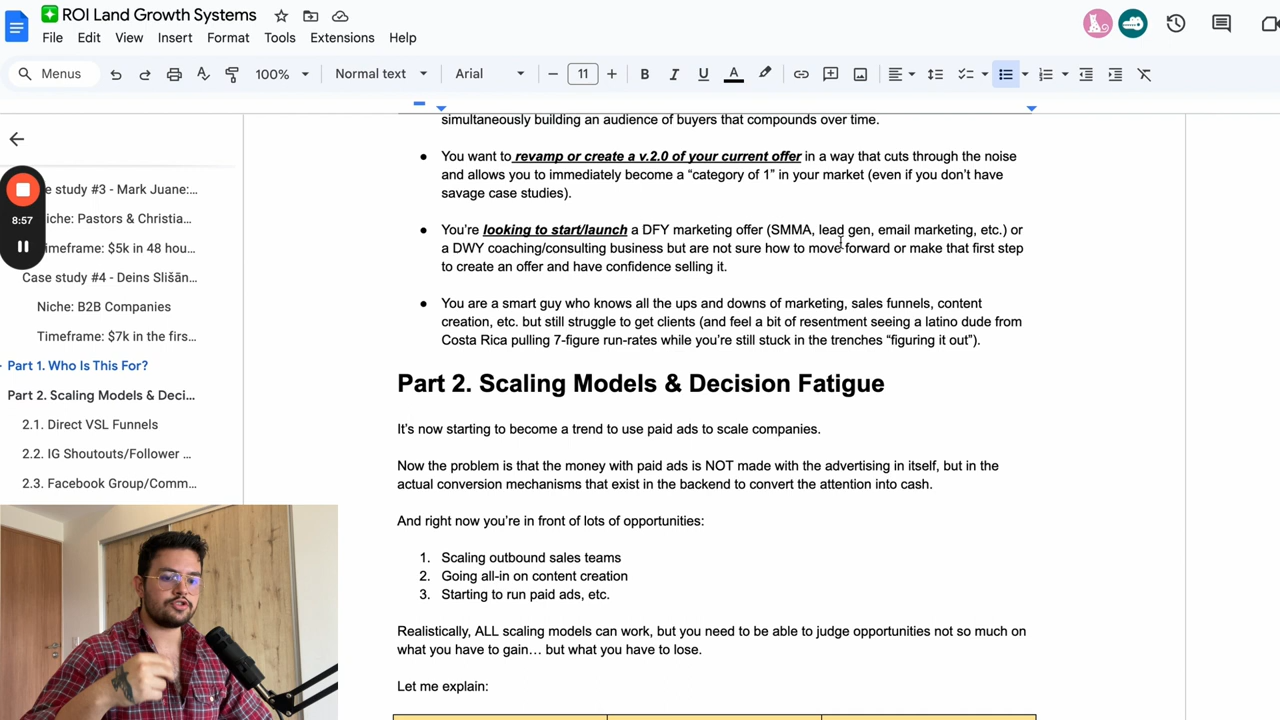 ROI Land Growth Systems
File Edit View Insert Format Tools Extensions Help
Menus 100% Normal text Arial 11 B I U A
simultaneously building an audience of buyers that compounds over time.
● You want to revamp or create a v.2.0 of your current offer in a way that cuts through the noise
and allows you to immediately become a “category of 1” in your market (even if you don’t have
savage case studies).
● You’re looking to start/launch a DFY marketing offer (SMMA, lead gen, email marketing, etc.) or
a DWY coaching/consulting business but are not sure how to move forward or make that first step
to create an offer and have confidence selling it.
● You are a smart guy who knows all the ups and downs of marketing, sales funnels, content
creation, etc. but still struggle to get clients (and feel a bit of resentment seeing a latino dude from
Costa Rica pulling 7-figure run-rates while you’re still stuck in the trenches “figuring it out”).
Part 2. Scaling Models & Decision Fatigue
It’s now starting to become a trend to use paid ads to scale companies.
Now the problem is that the money with paid ads is NOT made with the advertising in itself, but in the
actual conversion mechanisms that exist in the backend to convert the attention into cash.
And right now you’re in front of lots of opportunities:
1. Scaling outbound sales teams
2. Going all-in on content creation
3. Starting to run paid ads, etc.
Realistically, ALL scaling models can work, but you need to be able to judge opportunities not so much on
what you have to gain… but what you have to lose.
Let me explain:
e study #3 - Mark Juane:...
iche: Pastors & Christia...
imeframe: $5k in 48 hou...
Case study #4 - Deins Slišān...
Niche: B2B Companies
Timeframe: $7k in the firs...
Part 1. Who Is This For?
Part 2. Scaling Models & Deci...
2.1. Direct VSL Funnels
2.2. IG Shoutouts/Follower ...
2.3. Facebook Group/Comm...
8:57